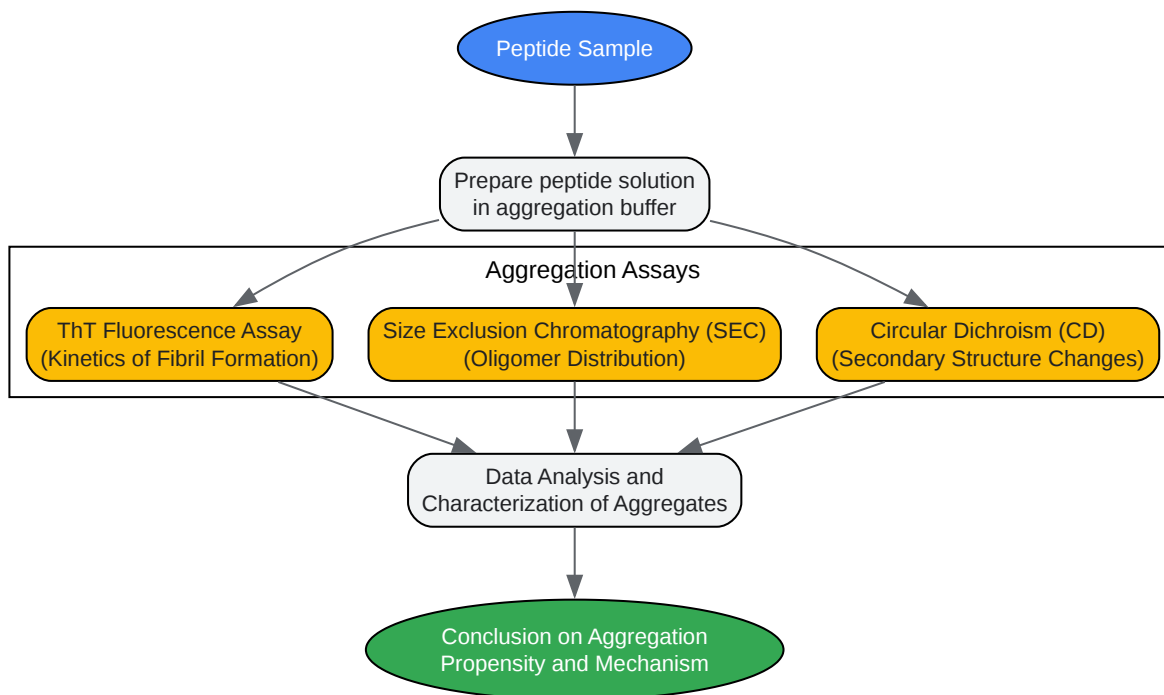 Peptide Sample
Prepare peptide solution
in aggregation buffer
Aggregation Assays
ThT Fluorescence Assay
(Kinetics of Fibril Formation)
Size Exclusion Chromatography (SEC)
(Oligomer Distribution)
Circular Dichroism (CD)
(Secondary Structure Changes)
Data Analysis and
Characterization of Aggregates
Conclusion on Aggregation
Propensity and Mechanism